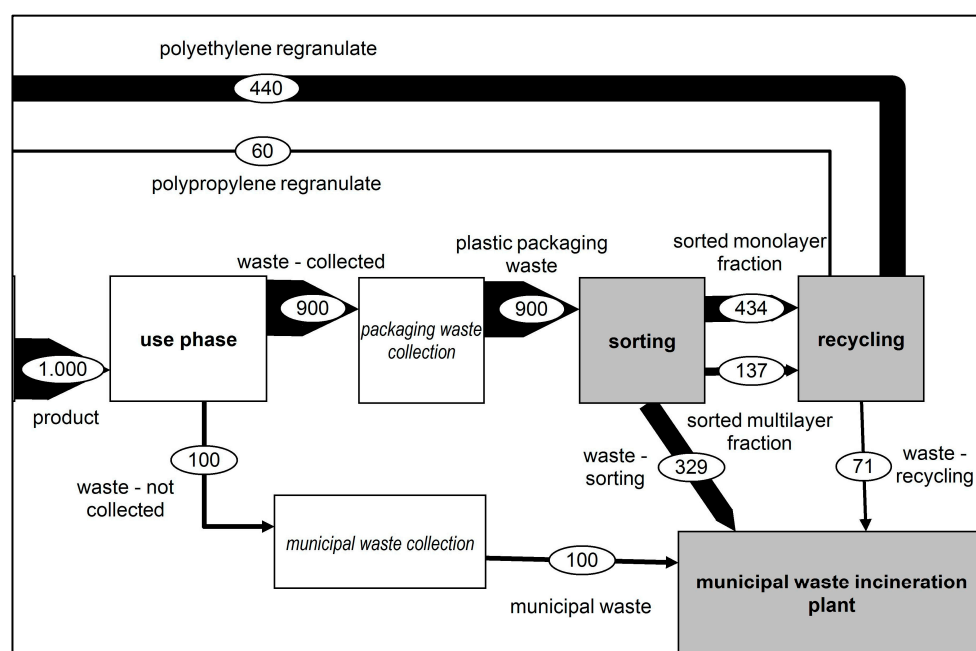 polyethylene regranulate
440
60
polypropylene regranulate
plastic packaging
waste
sorted monolayer
fraction
waste - collected
900
900
434
use phase
packaging waste
collection
sorting
recycling
1.000
137
product
sorted multilayer
fraction
100
waste -
sorting
329
71
waste -
recycling
waste - not
collected
municipal waste collection
100
municipal waste
municipal waste incineration
plant